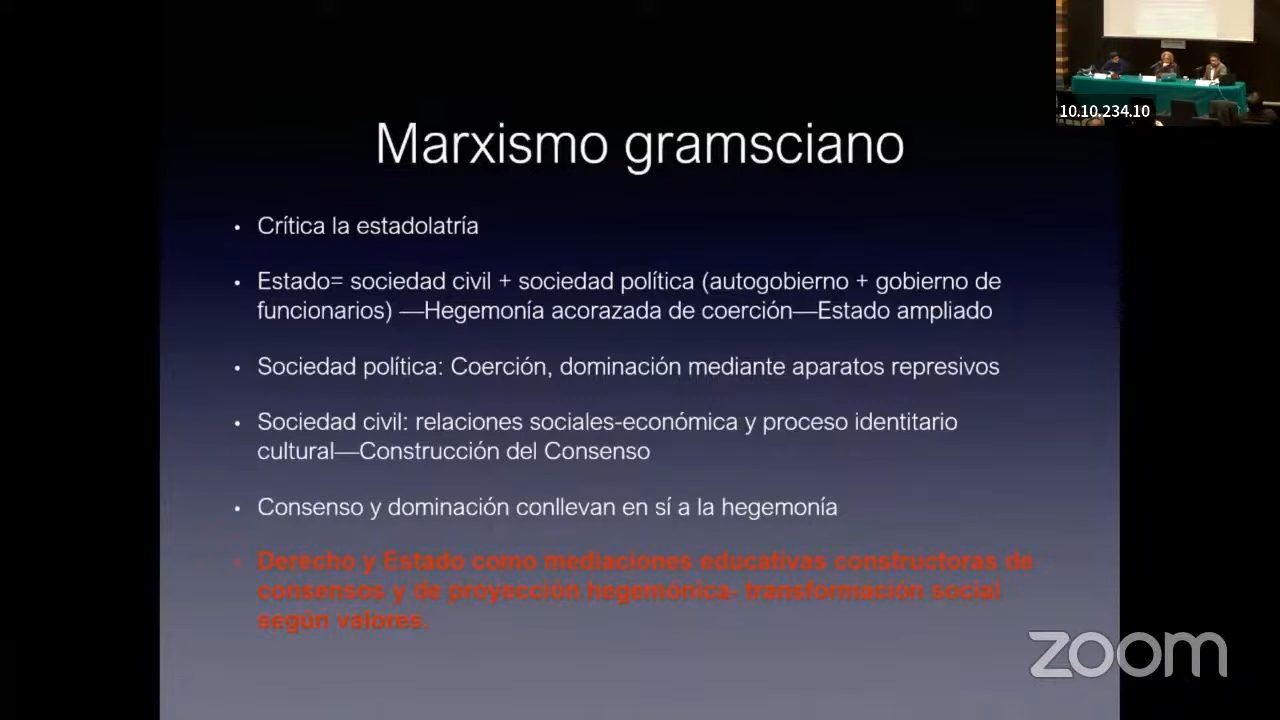 10.10.234.10
Marxismo gramsciano
• Crítica la estadolatría
• Estado= sociedad civil + sociedad política (autogobierno + gobierno de
funcionarios) —Hegemonía acorazada de coerción—Estado ampliado
• Sociedad política: Coerción, dominación mediante aparatos represivos
• Sociedad civil: relaciones sociales-económica y proceso identitario
cultural—Construcción del Consenso
• Consenso y dominación conllevan en sí a la hegemonía
• Derecho y Estado como mediaciones educativas constructoras de
consensos y de proyección hegemónica- transformación social
según valores.
zoom